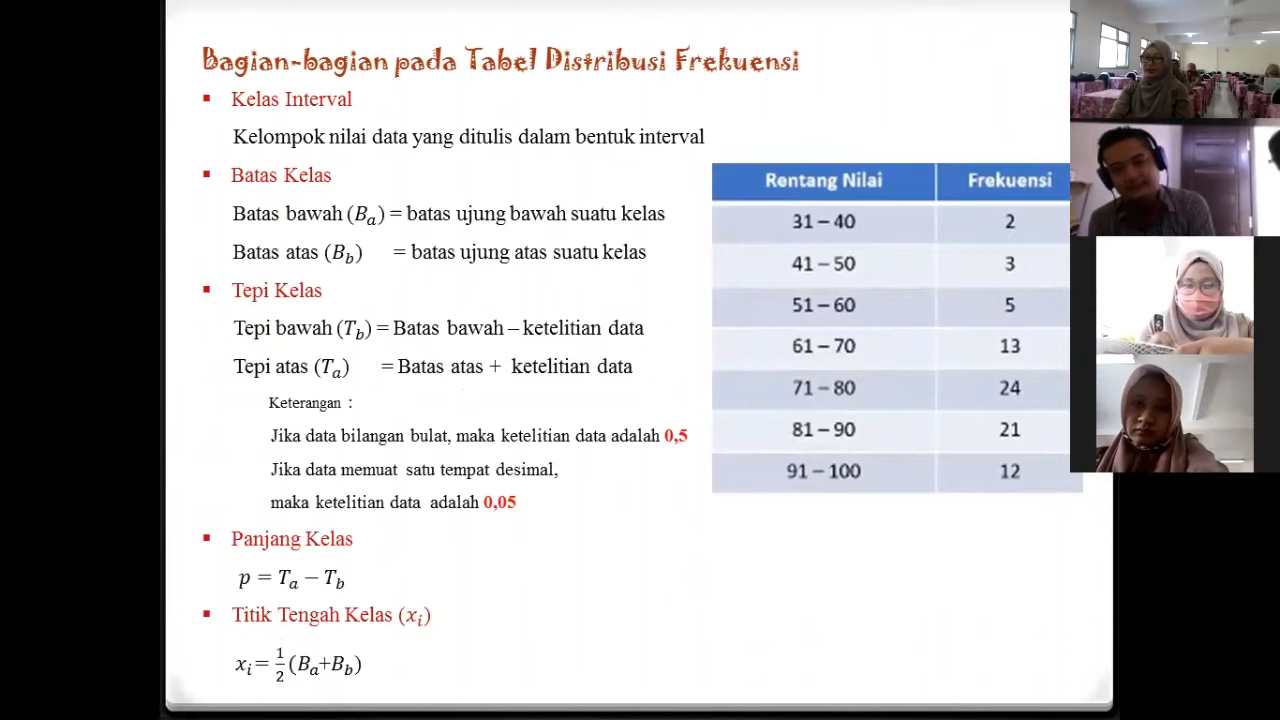 Bagian-bagian pada Tabel Distribusi Frekuensi
▪ Kelas Interval
Kelompok nilai data yang ditulis dalam bentuk interval
▪ Batas Kelas
Batas bawah (Bₐ) = batas ujung bawah suatu kelas
Batas atas (B_b) = batas ujung atas suatu kelas
▪ Tepi Kelas
Tepi bawah (T_b) = Batas bawah – ketelitian data
Tepi atas (Tₐ) = Batas atas + ketelitian data
Keterangan :
Jika data bilangan bulat, maka ketelitian data adalah 0,5
Jika data memuat satu tempat desimal,
maka ketelitian data adalah 0,05
▪ Panjang Kelas
p = Tₐ − T_b
▪ Titik Tengah Kelas (xᵢ)
xᵢ = 1/2 (Bₐ+B_b)
Rentang Nilai Frekuensi
31 – 40 2
41 – 50 3
51 – 60 5
61 – 70 13
71 – 80 24
81 – 90 21
91 – 100 12